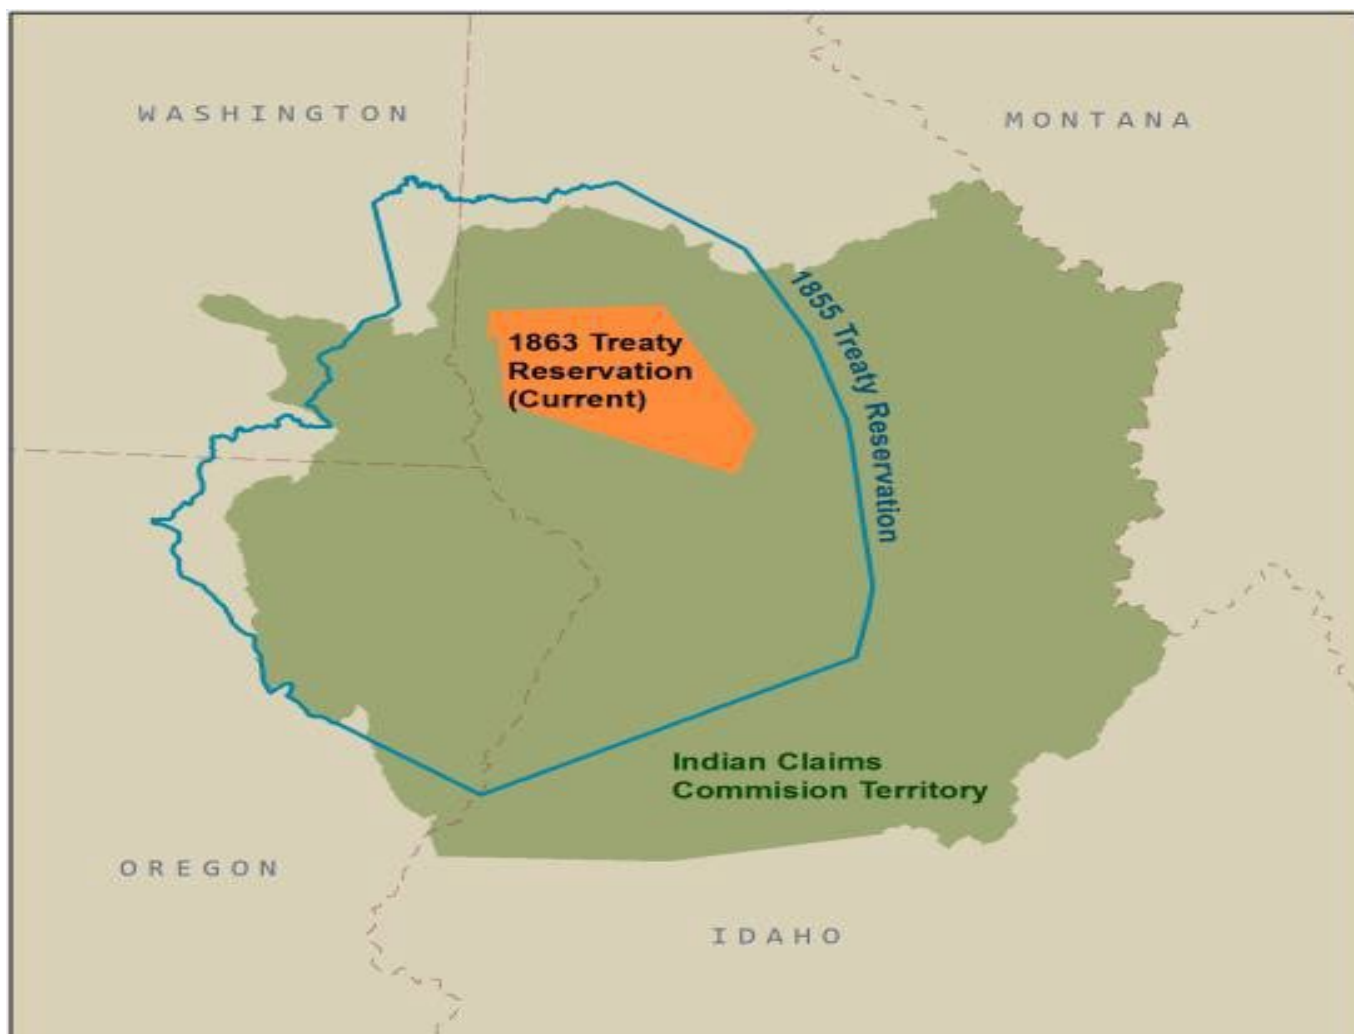 WASHINGTON
MONTANA
1855 Treaty Reservation
1863 Treaty
Reservation
(Current)
Indian Claims
Commision Territory
OREGON
IDAHO